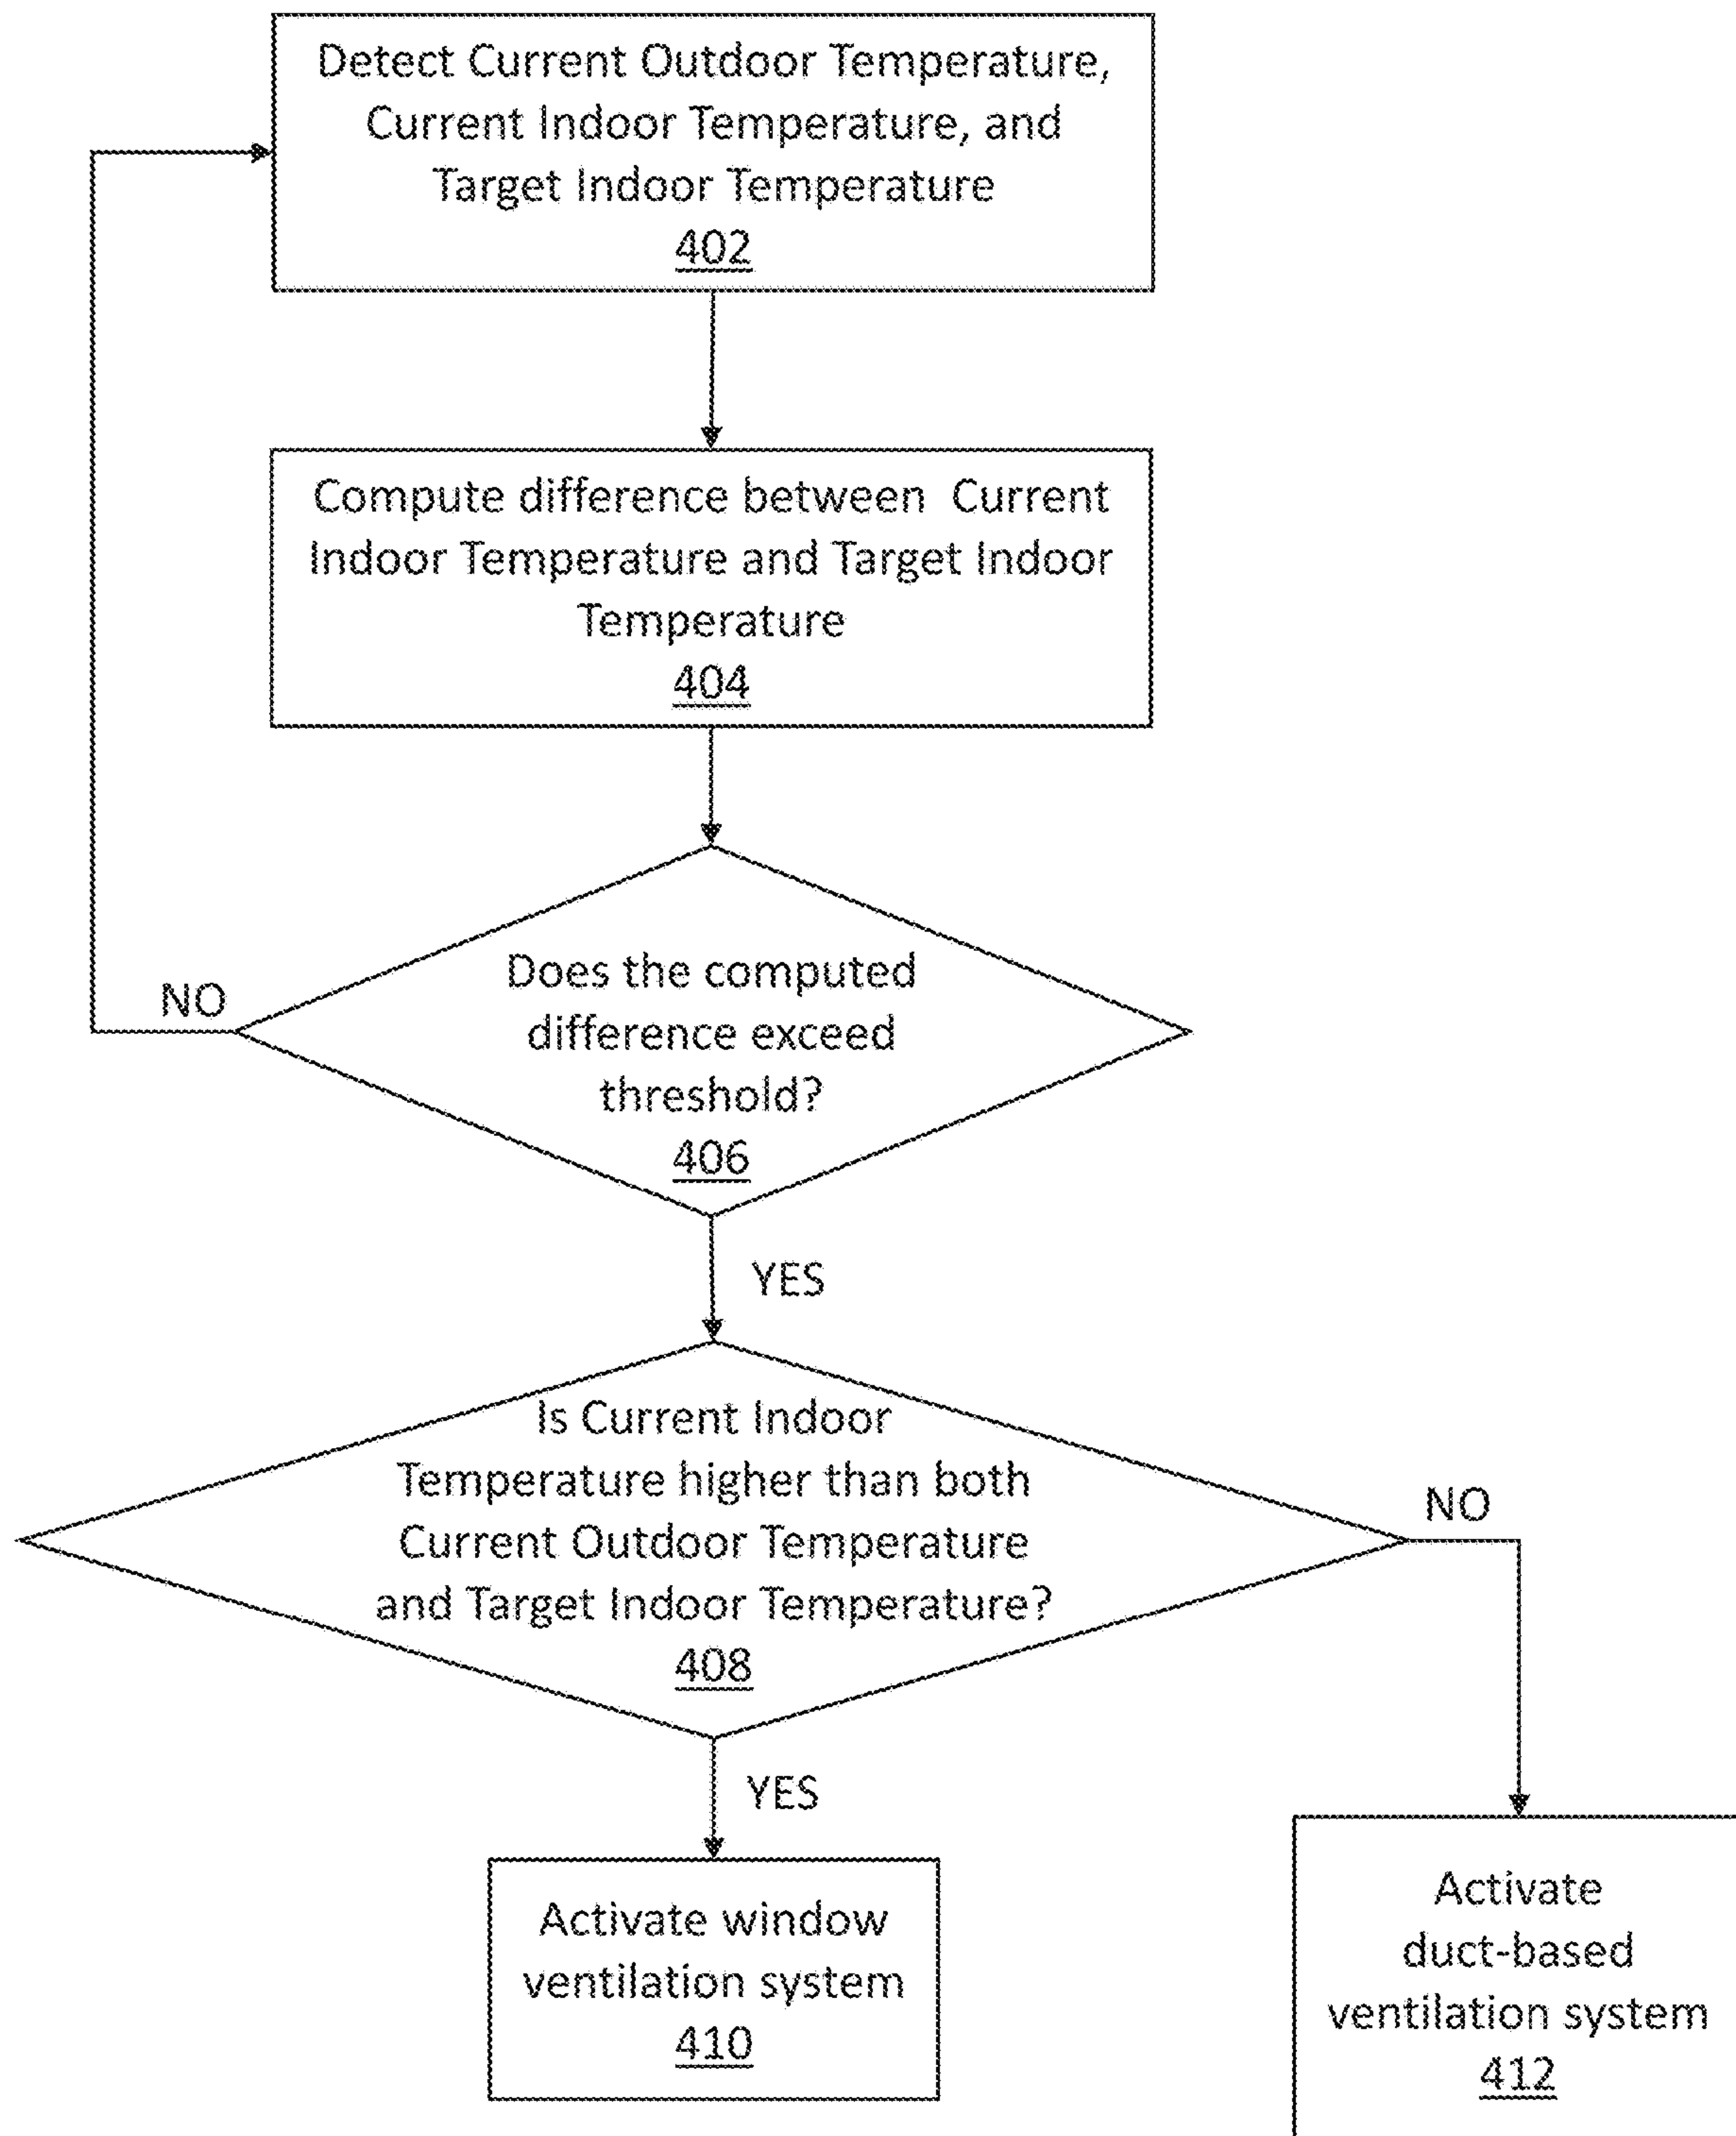 Detect Current Outdoor Temperature,
Current Indoor Temperature, and
Target Indoor Temperature
402
Compute difference between Current
Indoor Temperature and Target Indoor
Temperature
404
Does the computed
difference exceed
threshold?
406
NO
YES
Is Current Indoor
Temperature higher than both
Current Outdoor Temperature
and Target Indoor Temperature?
408
NO
YES
Activate window
ventilation system
410
Activate
duct-based
ventilation system
412